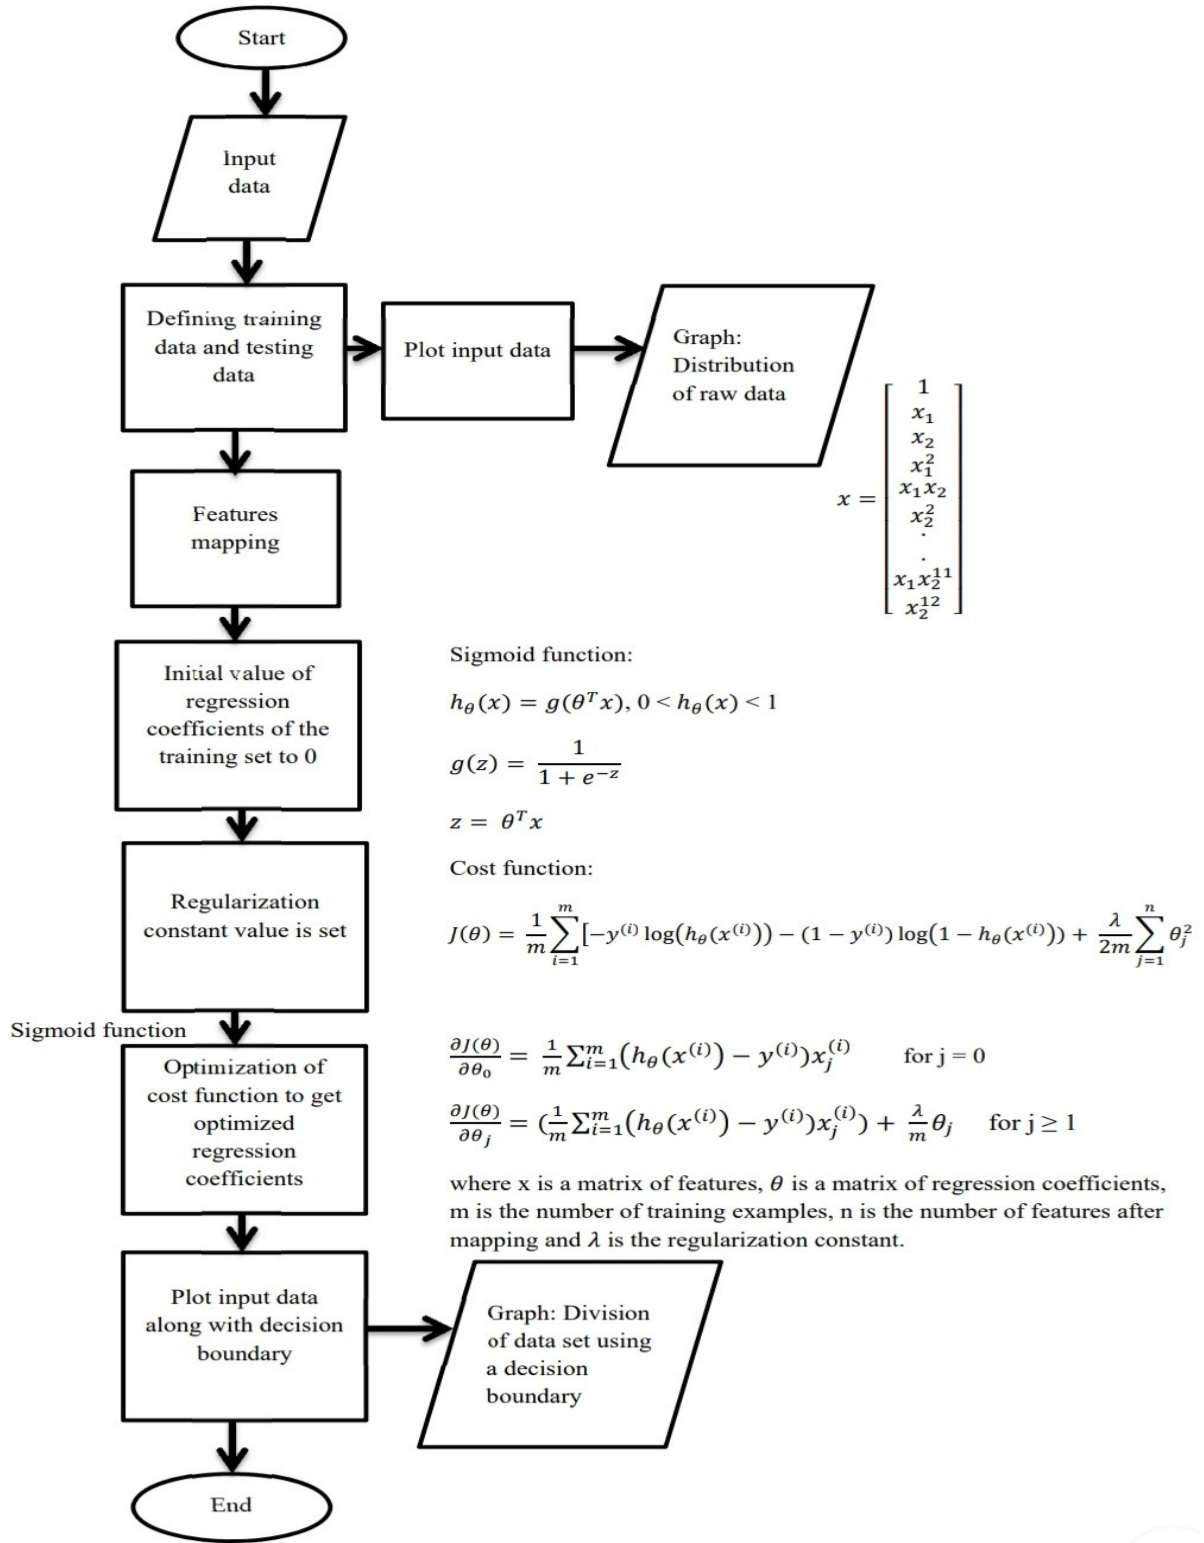 Start
Input
data
Defining training
data and testing
data
Plot input data
Graph:
Distribution
of raw data
x = [
1
x₁
x₂
x₁²
x₁x₂
x₂²
.
.
x₁x₂¹¹
x₂¹²
]
Features
mapping
Initial value of
regression
coefficients of the
training set to 0
Sigmoid function:
h_θ(x) = g(θᵀx), 0 < h_θ(x) < 1
g(z) = 1 / (1 + e⁻ᶻ)
z = θᵀx
Cost function:
Regularization
constant value is set
J(θ) = 1/m ∑_{i=1}^{m} [−y⁽ⁱ⁾ log(h_θ(x⁽ⁱ⁾)) − (1 − y⁽ⁱ⁾) log(1 − h_θ(x⁽ⁱ⁾)) + λ/2m ∑_{j=1}^{n} θ_j²
Sigmoid function
Optimization of
cost function to get
optimized
regression
coefficients
∂J(θ)/∂θ₀ = 1/m ∑_{i=1}^{m} (h_θ(x⁽ⁱ⁾) − y⁽ⁱ⁾)x_j⁽ⁱ⁾ for j = 0
∂J(θ)/∂θ_j = (1/m ∑_{i=1}^{m} (h_θ(x⁽ⁱ⁾) − y⁽ⁱ⁾)x_j⁽ⁱ⁾) + λ/m θ_j for j ≥ 1
where x is a matrix of features, θ is a matrix of regression coefficients,
m is the number of training examples, n is the number of features after
mapping and λ is the regularization constant.
Plot input data
along with decision
boundary
Graph: Division
of data set using
a decision
boundary
End